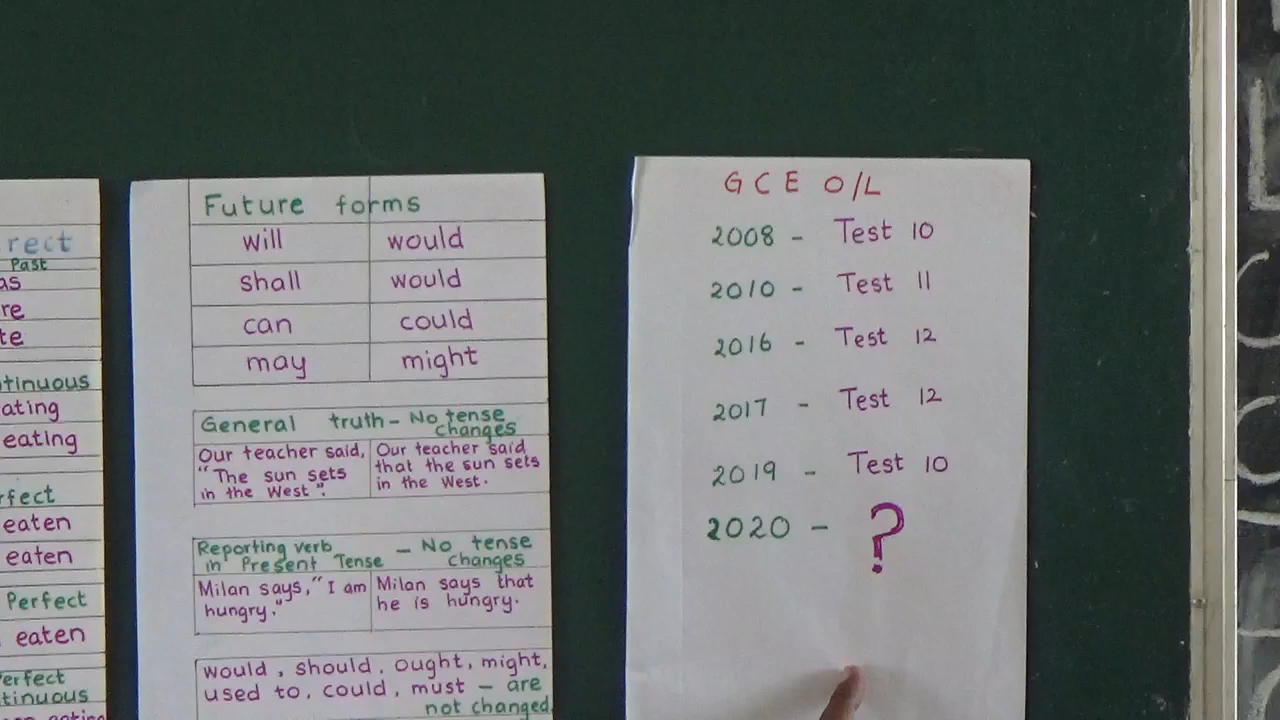 rect
Past
as
re
te
tinuous
ating
eating
rfect
eaten
eaten
Perfect
eaten
Perfect
tinuous
Future forms
will would
shall would
can could
may might
General truth - No tense
changes
Our teacher said, Our teacher said
"The sun sets that the sun sets
in the West". in the West.
Reporting verb - No tense
in Present Tense changes
Milan says, "I am Milan says that
hungry." he is hungry.
would, should, ought, might,
used to, could, must - are
not changed
GCE O/L
2008 - Test 10
2010 - Test 11
2016 - Test 12
2017 - Test 12
2019 - Test 10
2020 - ?